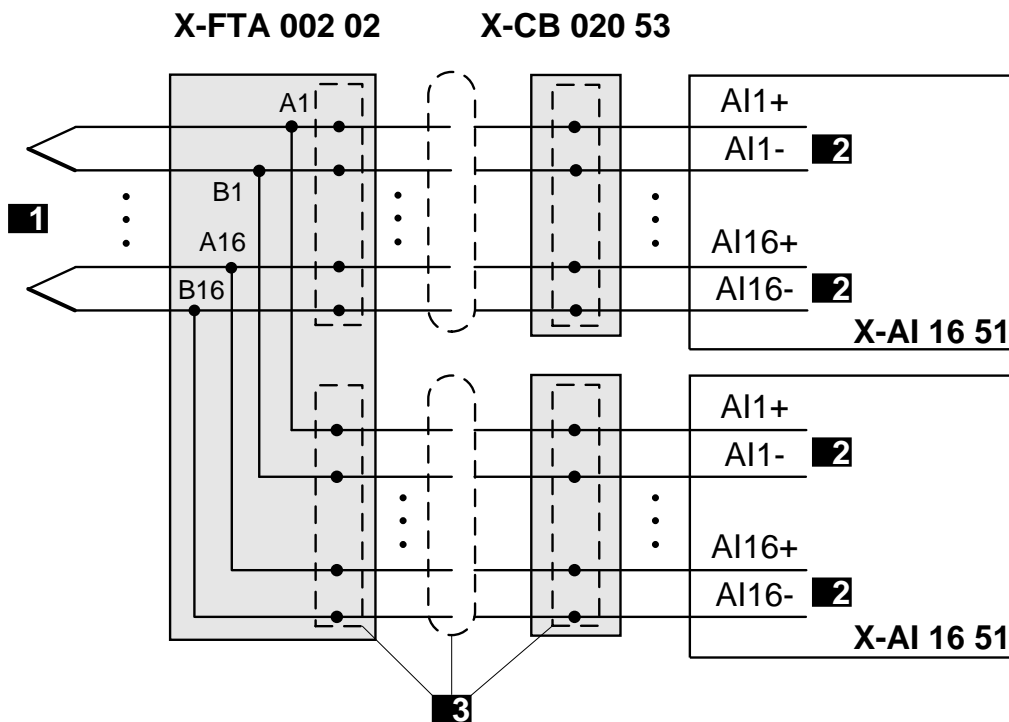 X-FTA 002 02 X-CB 020 53
A1
AI1+
AI1-
2
B1
1
A16
AI16+
B16
AI16-
2
X-AI 16 51
AI1+
AI1-
2
AI16+
AI16-
2
X-AI 16 51
3